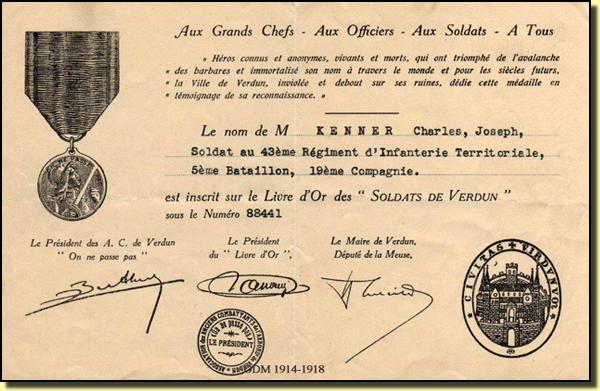 Aux Grands Chefs - Aux Officiers - Aux Soldats - A Tous
" Héros connus et anonymes, vivants et morts, qui ont triomphé de l'avalanche
" des barbares et immortalisé son nom à travers le monde et pour les siècles futurs,
" la Ville de Verdun, inviolée et debout sur ses ruines, dédie cette médaille en
" témoignage de sa reconnaissance. "
Le nom de M KENNER Charles, Joseph,
Soldat au 43ème Régiment d'Infanterie Territoriale,
5ème Bataillon, 19ème Compagnie.
est inscrit sur le Livre d'Or des " SOLDATS DE VERDUN "
sous le Numéro 88441
Le Président des A. C. de Verdun
" On ne passe pas "
Le Président
du " Livre d'Or ",
Le Maire de Verdun,
Député de la Meuse,
ON NE PASSE PAS
LE PRÉSIDENT
CIVITAS VIRDVNVM
DM 1914-1918